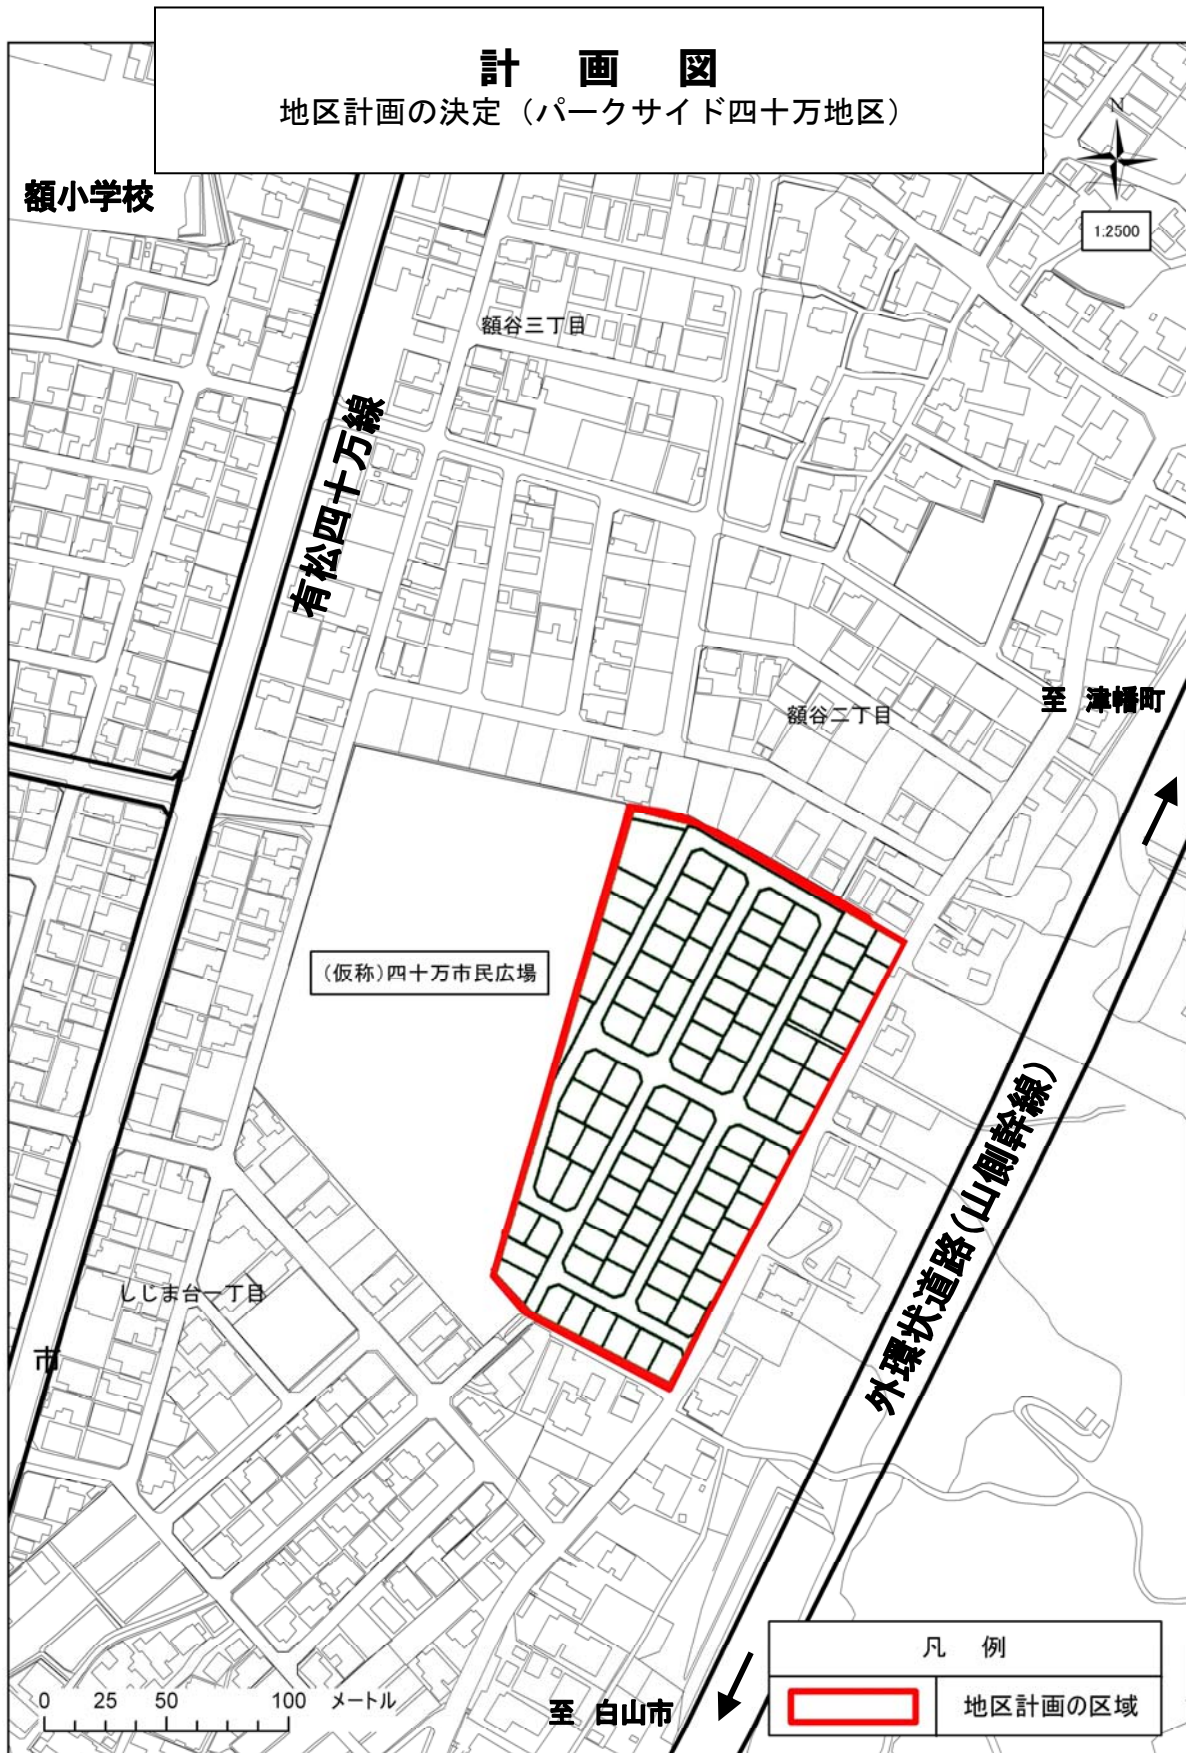 計 画 図
地区計画の決定（パークサイド四十万地区）
N
額小学校
1:2500
額谷三丁目
有松四十万線
至 津幡町
額谷二丁目
(仮称)四十万市民広場
外環状道路(山側幹線)
しじま台一丁目
市
凡 例
地区計画の区域
0 25 50 100 メートル
至 白山市